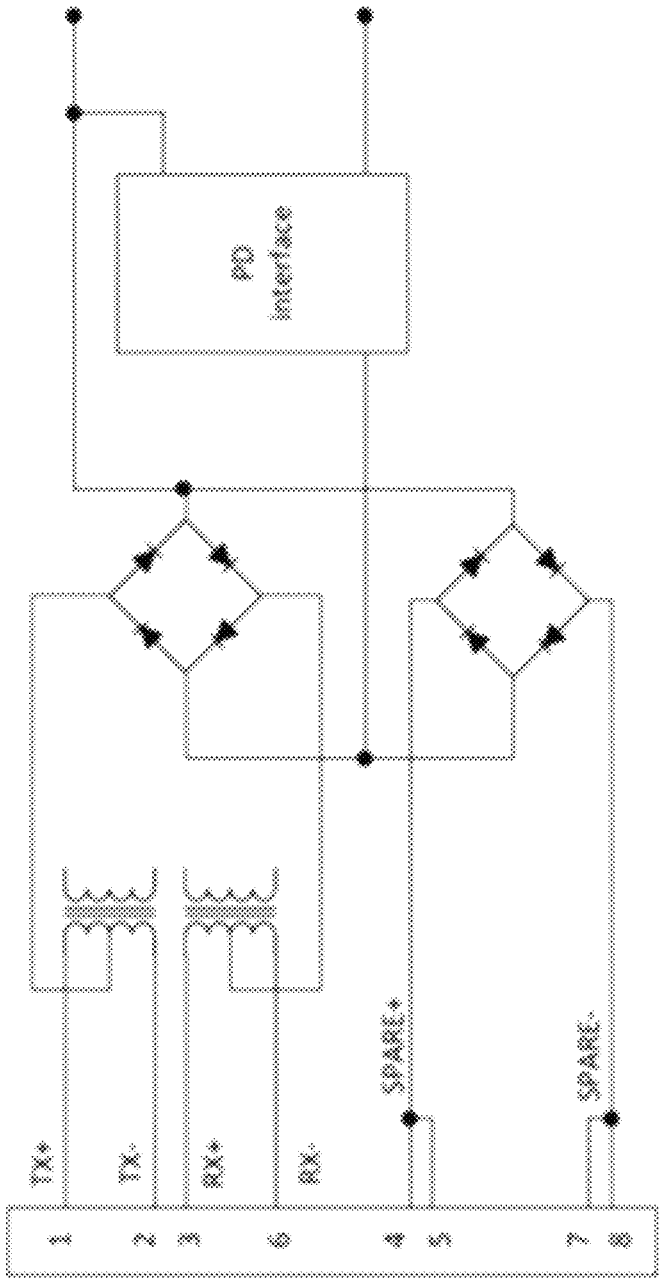 PD
interface
TX+
TX-
RX+
RX-
SPARE+
SPARE-
1
2
3
6
4
5
7
8